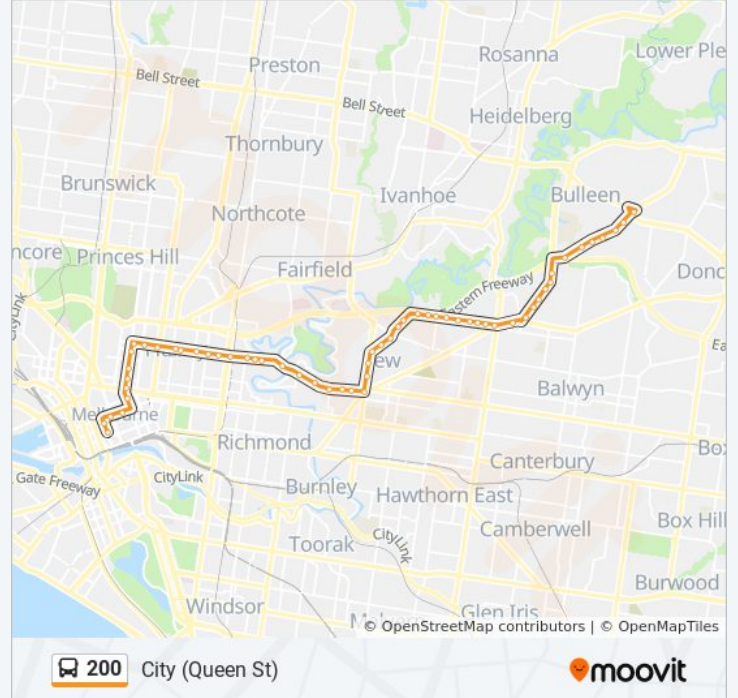 Rosanna
Lower Ple
Preston
Bell Street
Bell Street
Heidelberg
Thornbury
Brunswick
Ivanhoe
Bulleen
Northcote
ncore
Princes Hill
Fairfield
Donc
CityLink
Eastern Freeway
Ea
ew
Balwyn
Melbourne
Richmond
Canterbury
Box
Gate Freeway
CityLink
Burnley
Hawthorn East
Camberwell
Box Hill
Toorak
CityLink
Burwood
Windsor
Glen Iris
© OpenStreetMap contributors | © OpenMapTiles
200 City (Queen St)
moovit